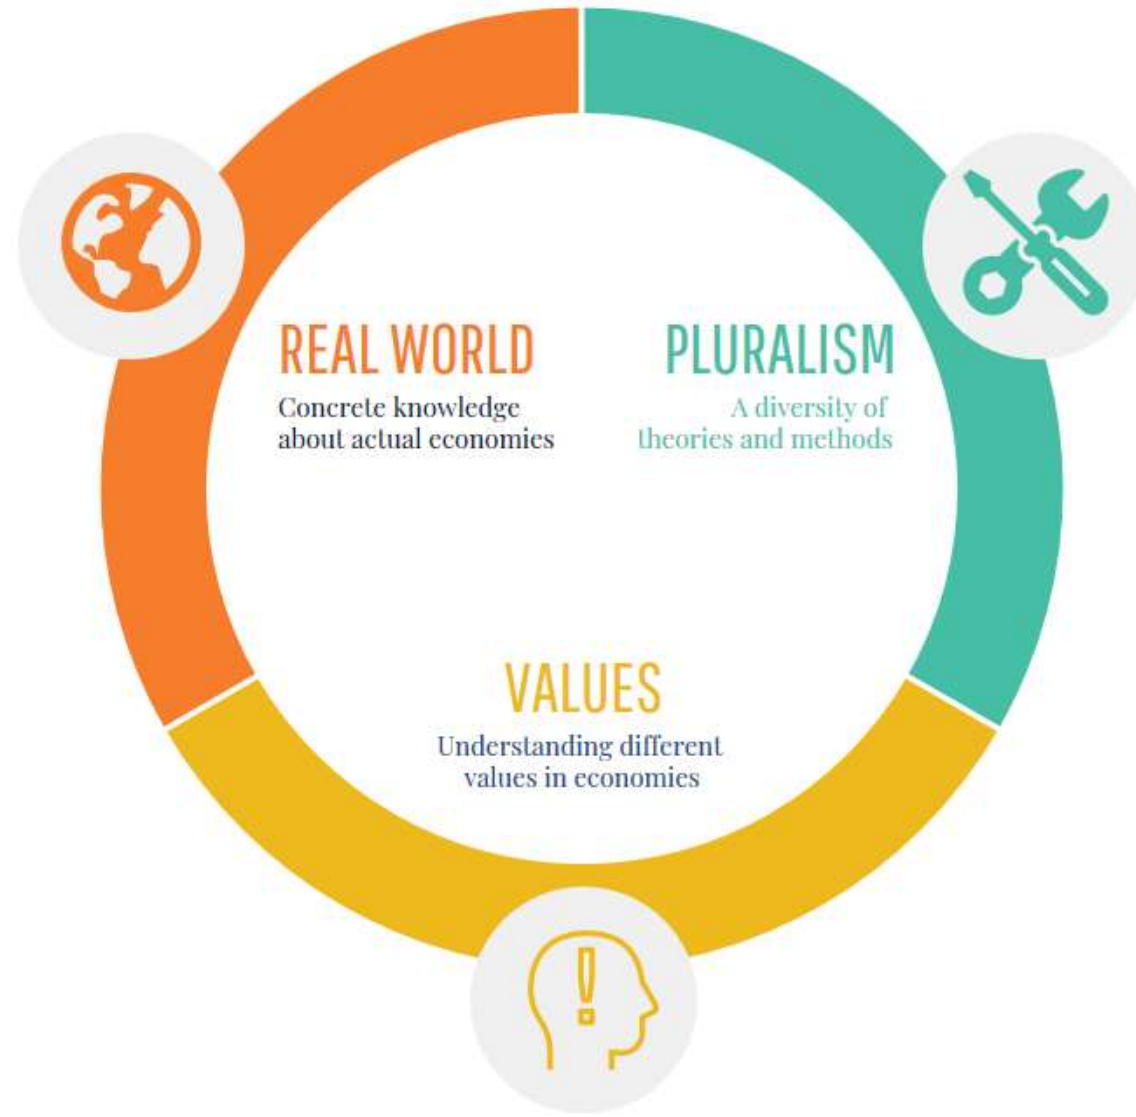 REAL WORLD
Concrete knowledge
about actual economies
PLURALISM
A diversity of
theories and methods
VALUES
Understanding different
values in economies